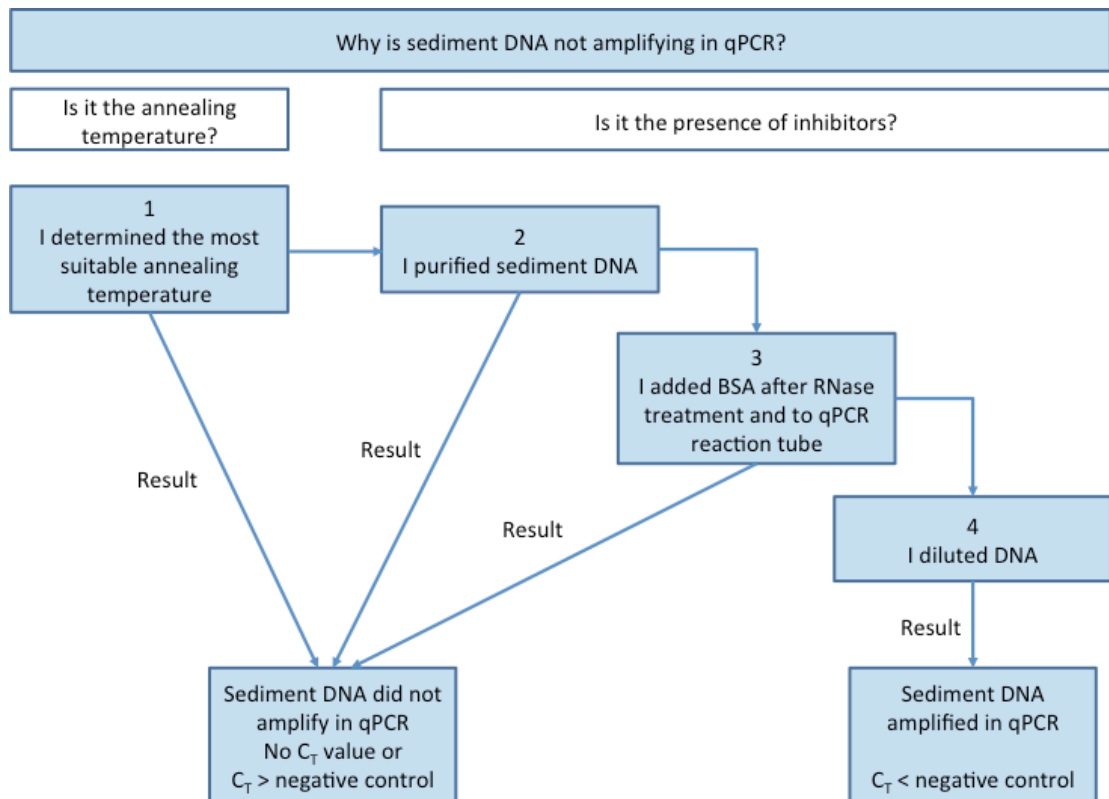 Why is sediment DNA not amplifying in qPCR?
Is it the annealing
temperature?
Is it the presence of inhibitors?
1
I determined the most
suitable annealing
temperature
2
I purified sediment DNA
3
I added BSA after RNase
treatment and to qPCR
reaction tube
4
I diluted DNA
Result
Result
Result
Result
Sediment DNA did not
amplify in qPCR
No C_T value or
C_T > negative control
Sediment DNA
amplified in qPCR
C_T < negative control